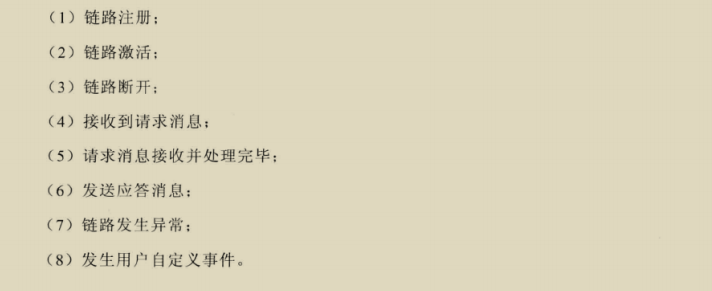 （1）链路注册；
（2）链路激活；
（3）链路断开；
（4）接收到请求消息；
（5）请求消息接收并处理完毕；
（6）发送应答消息；
（7）链路发生异常；
（8）发生用户自定义事件。